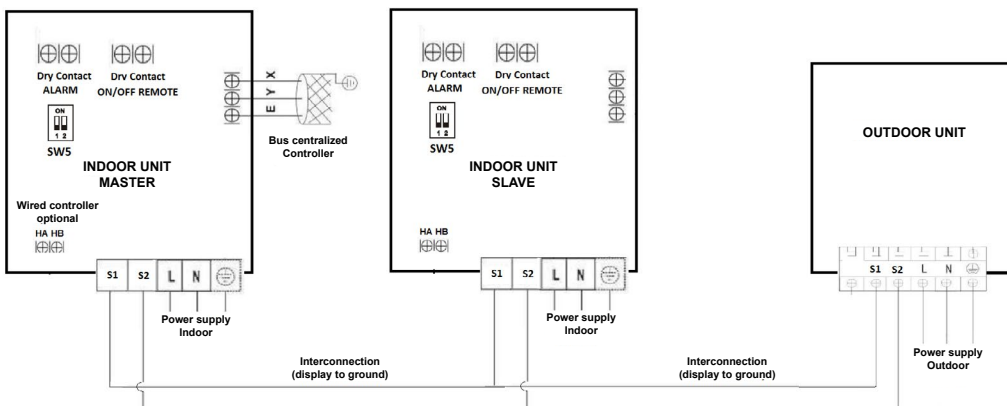 Dry Contact
ALARM
Dry Contact
ON/OFF REMOTE
ON
1 2
SW5
E Y X
Bus centralized
Controller
INDOOR UNIT
MASTER
Wired controller
optional
HA HB
S1 S2 L N
Power supply
Indoor
Dry Contact
ALARM
Dry Contact
ON/OFF REMOTE
ON
1 2
SW5
INDOOR UNIT
SLAVE
HA HB
S1 S2 L N
Power supply
Indoor
OUTDOOR UNIT
S1 S2 L N
Power supply
Outdoor
Interconnection
(display to ground)
Interconnection
(display to ground)